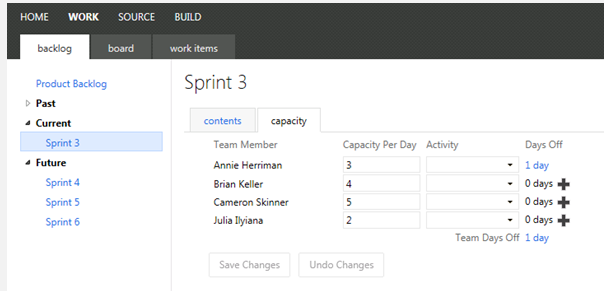 HOME WORK SOURCE BUILD
backlog board work items
Product Backlog
Past
Current
Sprint 3
Future
Sprint 4
Sprint 5
Sprint 6
Sprint 3
contents capacity
Team Member Capacity Per Day Activity Days Off
Annie Herriman 3 1 day
Brian Keller 4 0 days
Cameron Skinner 5 0 days
Julia Ilyiana 2 0 days
Team Days Off 1 day
Save Changes Undo Changes